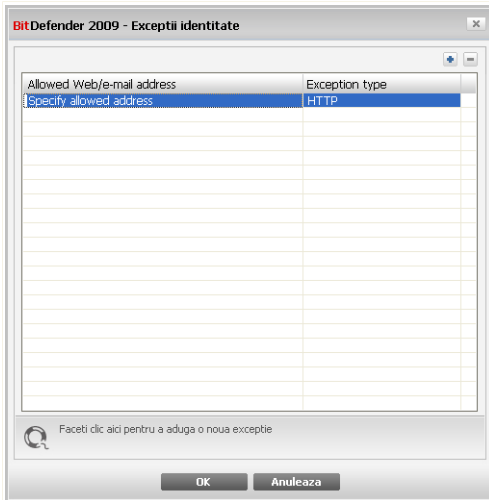 BitDefender 2009 - Exceptii identitate
Allowed Web/e-mail address Exception type
Specify allowed address HTTP
Faceti clic aici pentru a aduga o noua exceptie
OK Anuleaza